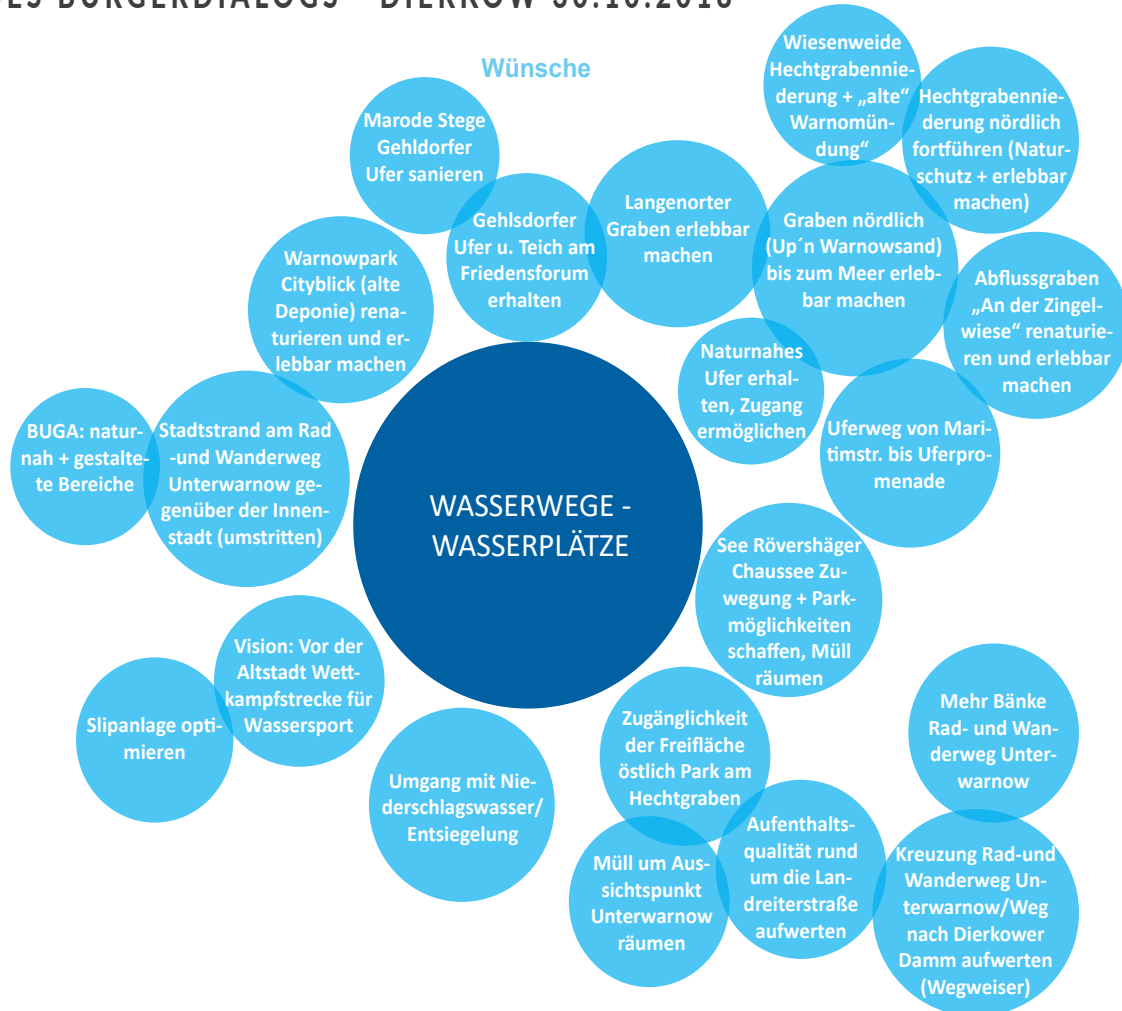 DES BÜRGERDIALOGS DIERKOW 30.10.2018
Wünsche
Wiesenweide
Hechtgrabennie-
derung + „alte“
Warnomün-
dung“
Hechtgrabennie-
derung nördlich
fortführen (Natur-
schutz + erlebbar
machen)
Marode Stege
Gehldorfer
Ufer sanieren
Gehlsdorfer
Ufer u. Teich am
Friedensforum
erhalten
Langenorter
Graben erlebbar
machen
Graben nördlich
(Up´n Warnowsand)
bis zum Meer erleb-
bar machen
Abflussgraben
„An der Zingel-
wiese“ renaturie-
ren und erlebbar
machen
Warnowpark
Cityblick (alte
Deponie) rena-
turieren und er-
lebbar machen
Naturnahes
Ufer erhal-
ten, Zugang
ermöglichen
Uferweg von Mari-
timstr. bis Uferpro-
menade
BUGA: natur-
nah + gestalte-
te Bereiche
Stadtstrand am Rad
-und Wanderweg
Unterwarnow ge-
genüber der Innen-
stadt (umstritten)
WASSERWEGE -
WASSERPLÄTZE
See Rövershäger
Chaussee Zu-
wegung + Park-
möglichkeiten
schaffen, Müll
räumen
Vision: Vor der
Altstadt Wett-
kampfstrecke für
Wassersport
Slipanlage opti-
mieren
Umgang mit Nie-
derschlagswasser/
Entsiegelung
Zugänglichkeit
der Freifläche
östlich Park am
Hechtgraben
Mehr Bänke
Rad- und Wan-
derweg Unter-
warnow
Müll um Aus-
sichtspunkt
Unterwarnow
räumen
Aufenthalts-
qualität rund
um die Lan-
dreiterstraße
aufwerten
Kreuzung Rad-und
Wanderweg Un-
terwarnow/Weg
nach Dierkower
Damm aufwerten
(Wegweiser)